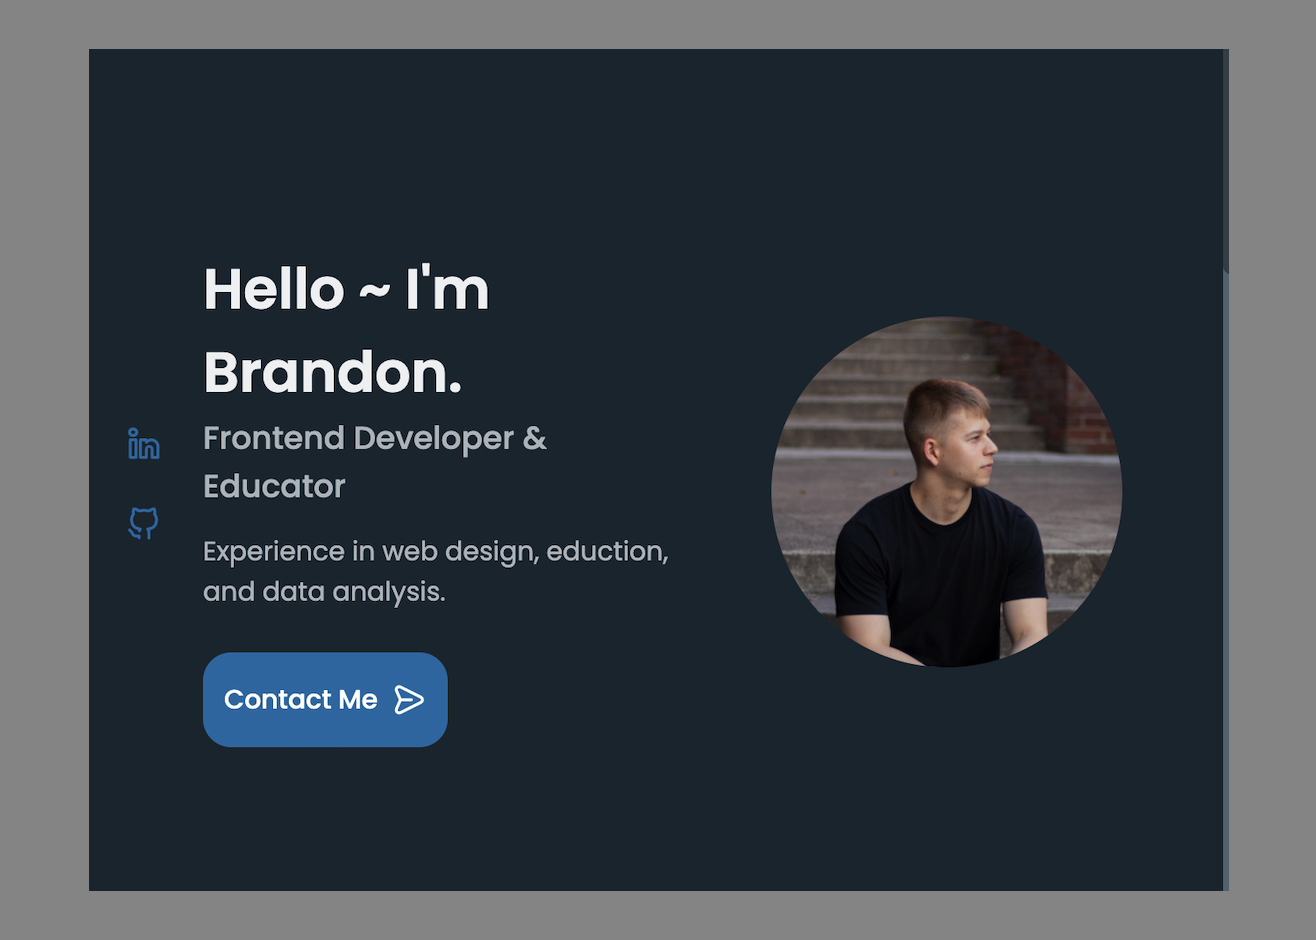 Hello ~ I'm
Brandon.
Frontend Developer &
Educator
Experience in web design, eduction,
and data analysis.
Contact Me